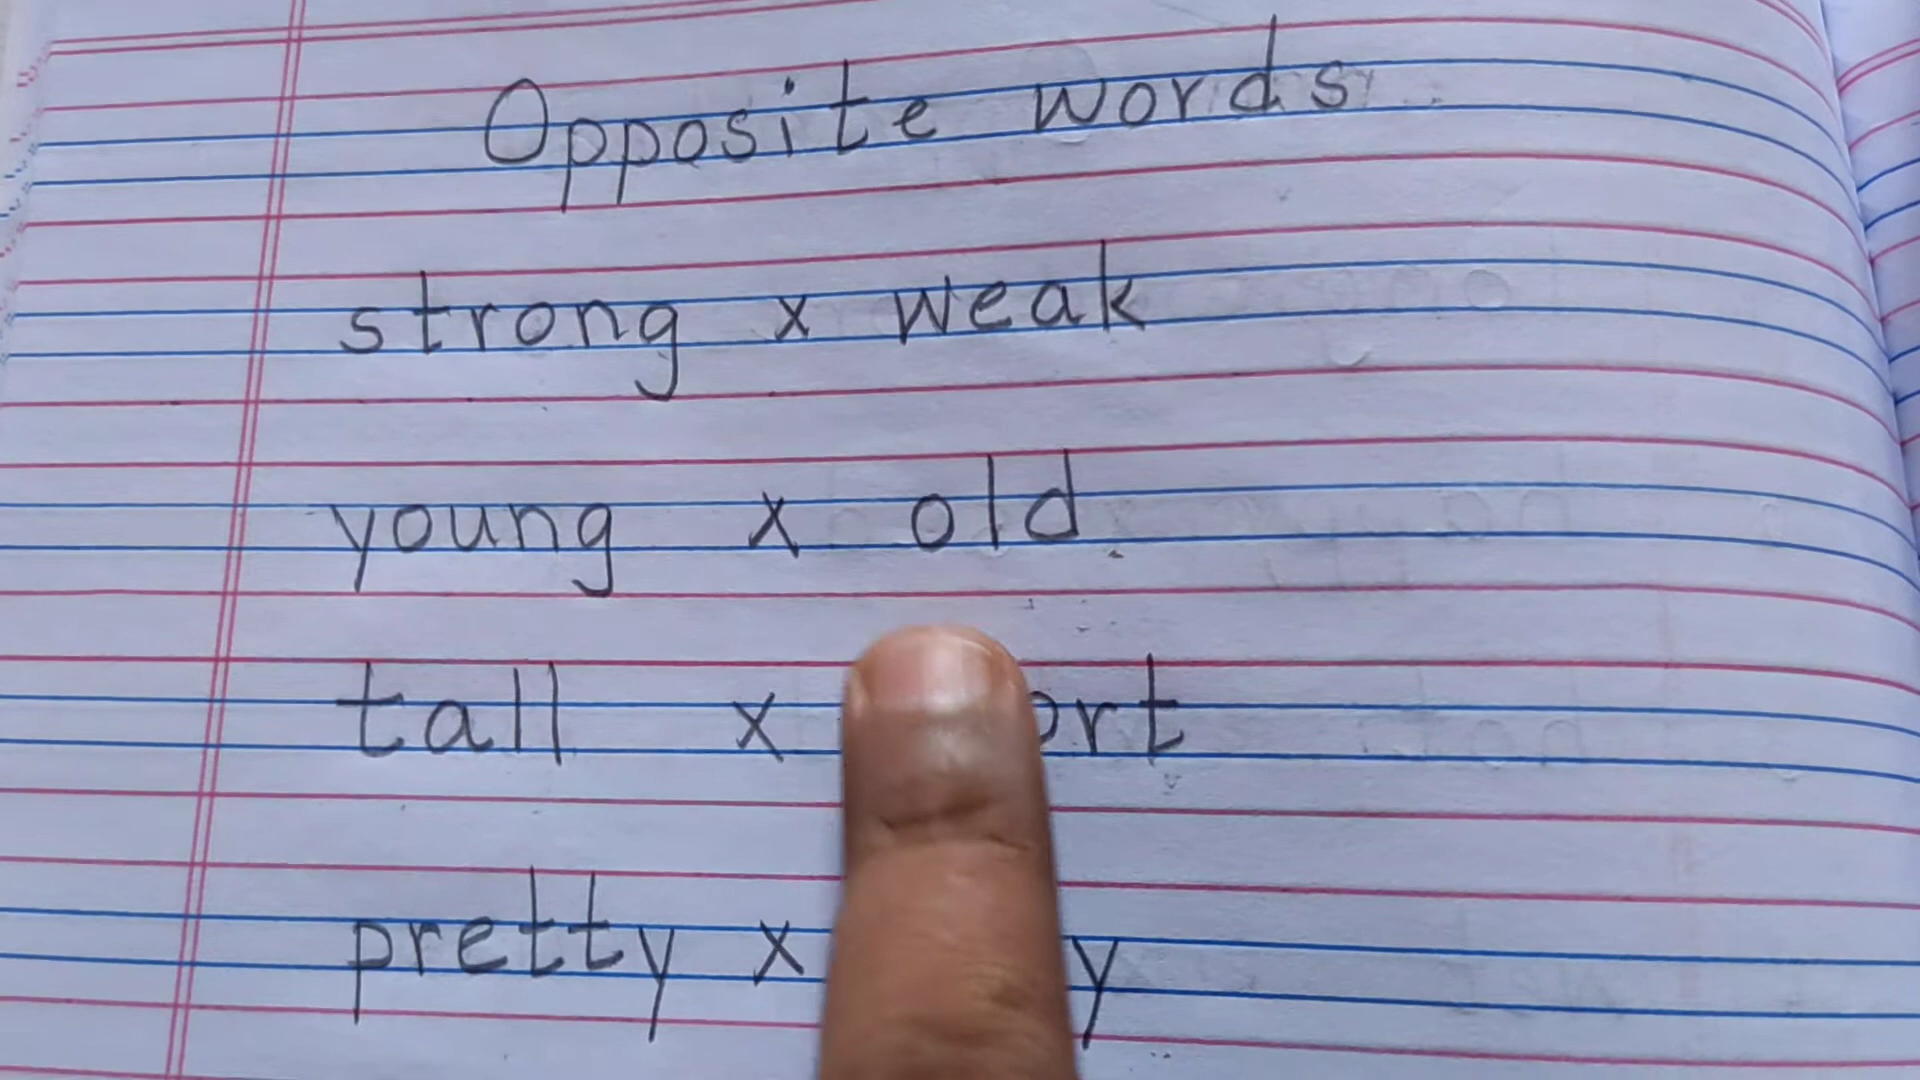 Opposite words
strong x weak
young x old
tall x
pretty x